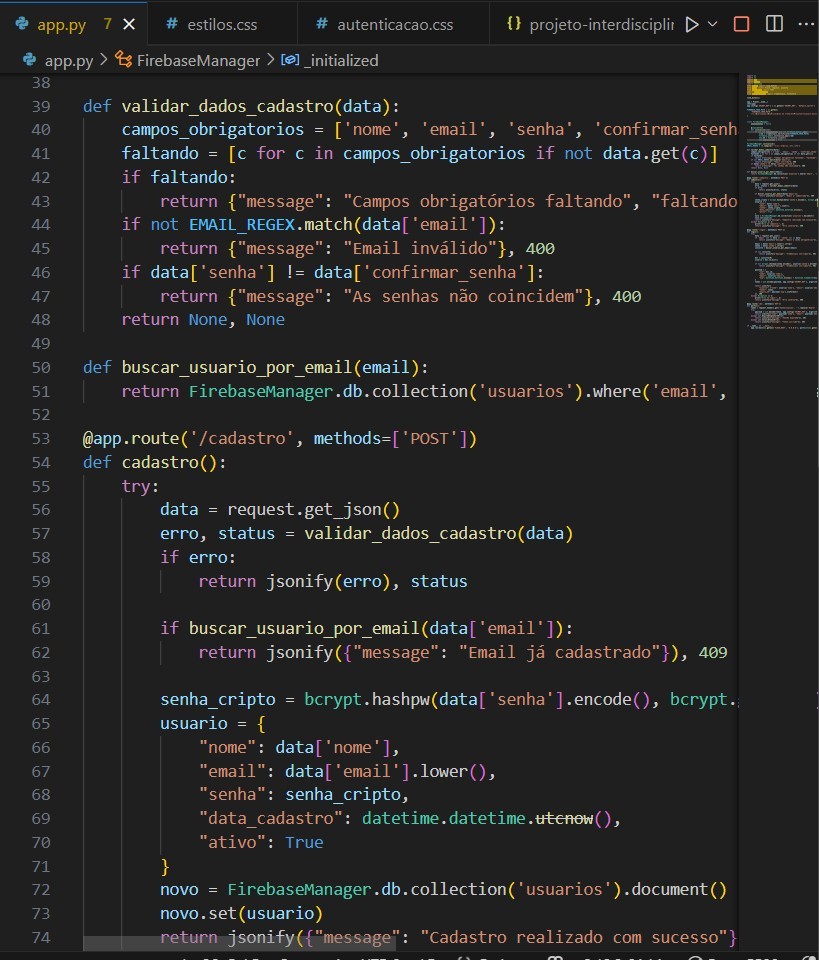 app.py 7 estilos.css autenticacao.css projeto-interdisciplin
app.py > FirebaseManager > _initialized
38
39 def validar_dados_cadastro(data):
40 campos_obrigatorios = ['nome', 'email', 'senha', 'confirmar_senh
41 faltando = [c for c in campos_obrigatorios if not data.get(c)]
42 if faltando:
43 return {"message": "Campos obrigatórios faltando", "faltando
44 if not EMAIL_REGEX.match(data['email']):
45 return {"message": "Email inválido"}, 400
46 if data['senha'] != data['confirmar_senha']:
47 return {"message": "As senhas não coincidem"}, 400
48 return None, None
49
50 def buscar_usuario_por_email(email):
51 return FirebaseManager.db.collection('usuarios').where('email',
52
53 @app.route('/cadastro', methods=['POST'])
54 def cadastro():
55 try:
56 data = request.get_json()
57 erro, status = validar_dados_cadastro(data)
58 if erro:
59 return jsonify(erro), status
60
61 if buscar_usuario_por_email(data['email']):
62 return jsonify({"message": "Email já cadastrado"}), 409
63
64 senha_cripto = bcrypt.hashpw(data['senha'].encode(), bcrypt.
65 usuario = {
66 "nome": data['nome'],
67 "email": data['email'].lower(),
68 "senha": senha_cripto,
69 "data_cadastro": datetime.datetime.utcnow(),
70 "ativo": True
71 }
72 novo = FirebaseManager.db.collection('usuarios').document()
73 novo.set(usuario)
74 return jsonify({"message": "Cadastro realizado com sucesso"}